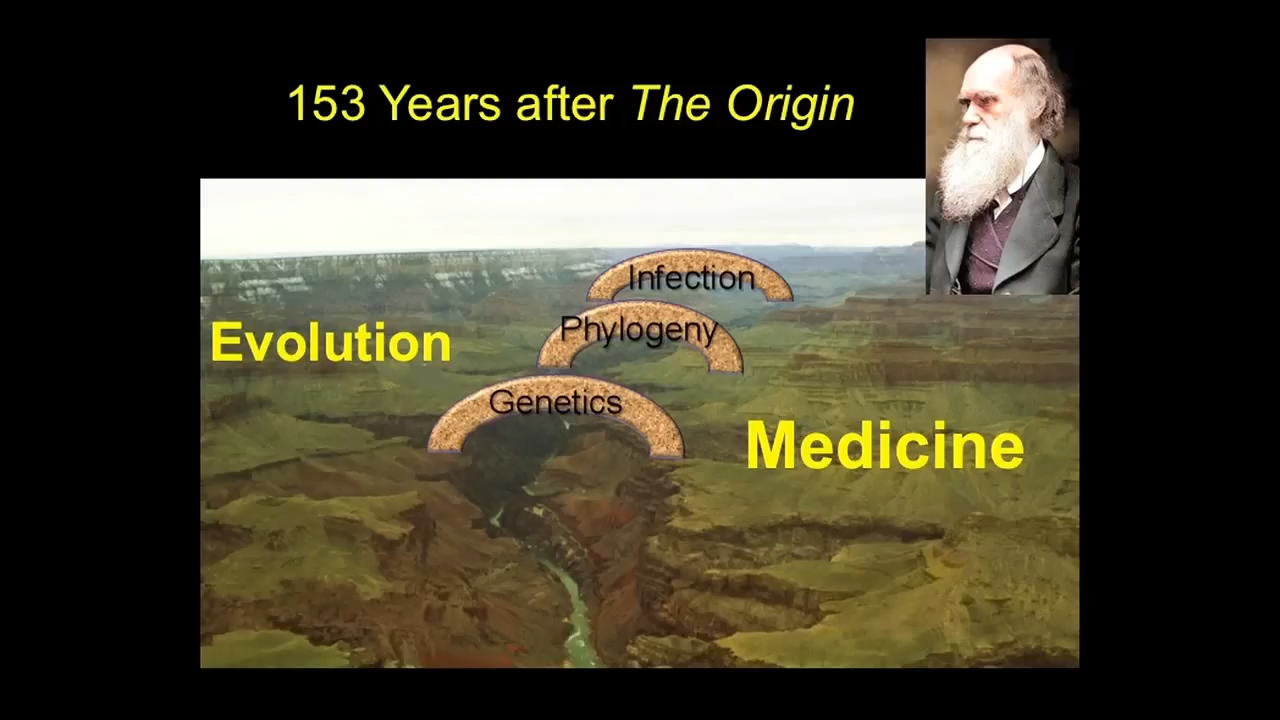 153 Years after The Origin
Infection
Phylogeny
Evolution
Genetics
Medicine